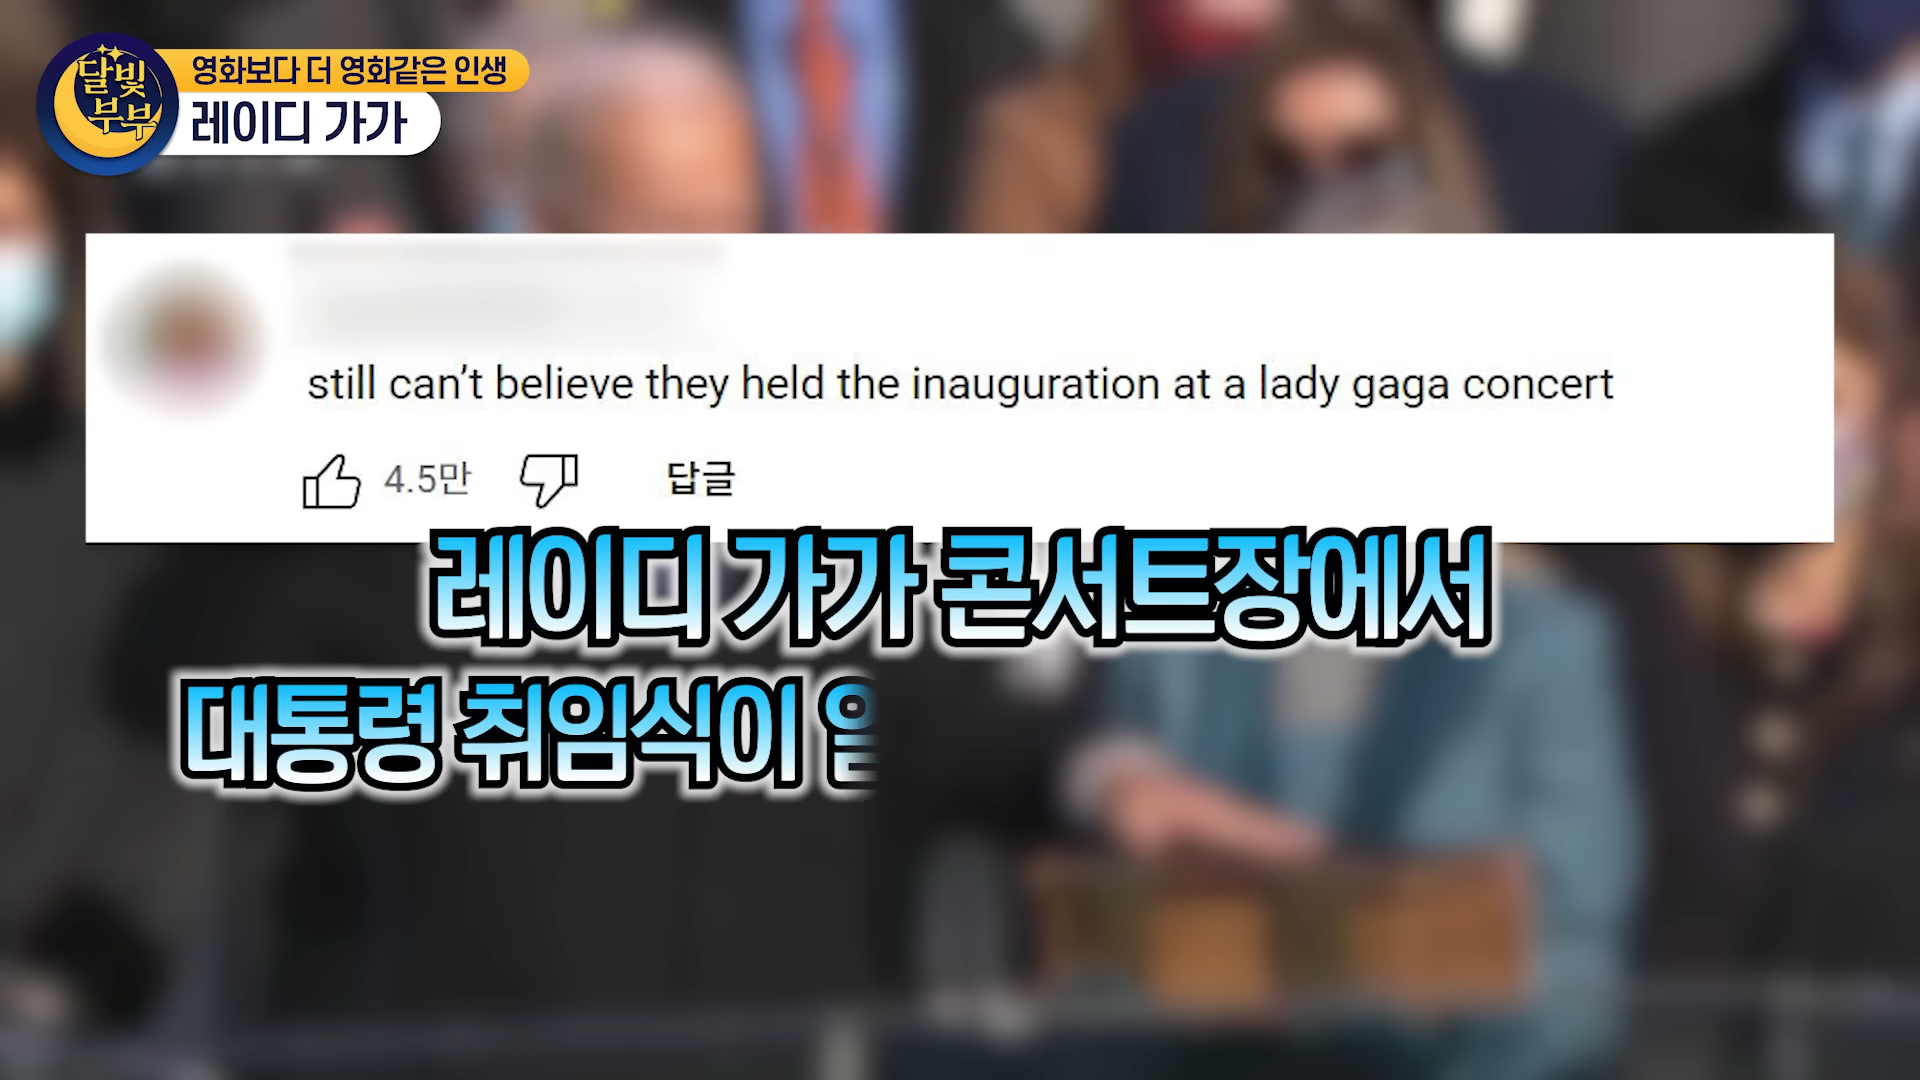 달빛
부부
영화보다 더 영화같은 인생
레이디 가가
still can’t believe they held the inauguration at a lady gaga concert
4.5만
답글
레이디 가가 콘서트장에서
대통령 취임식이